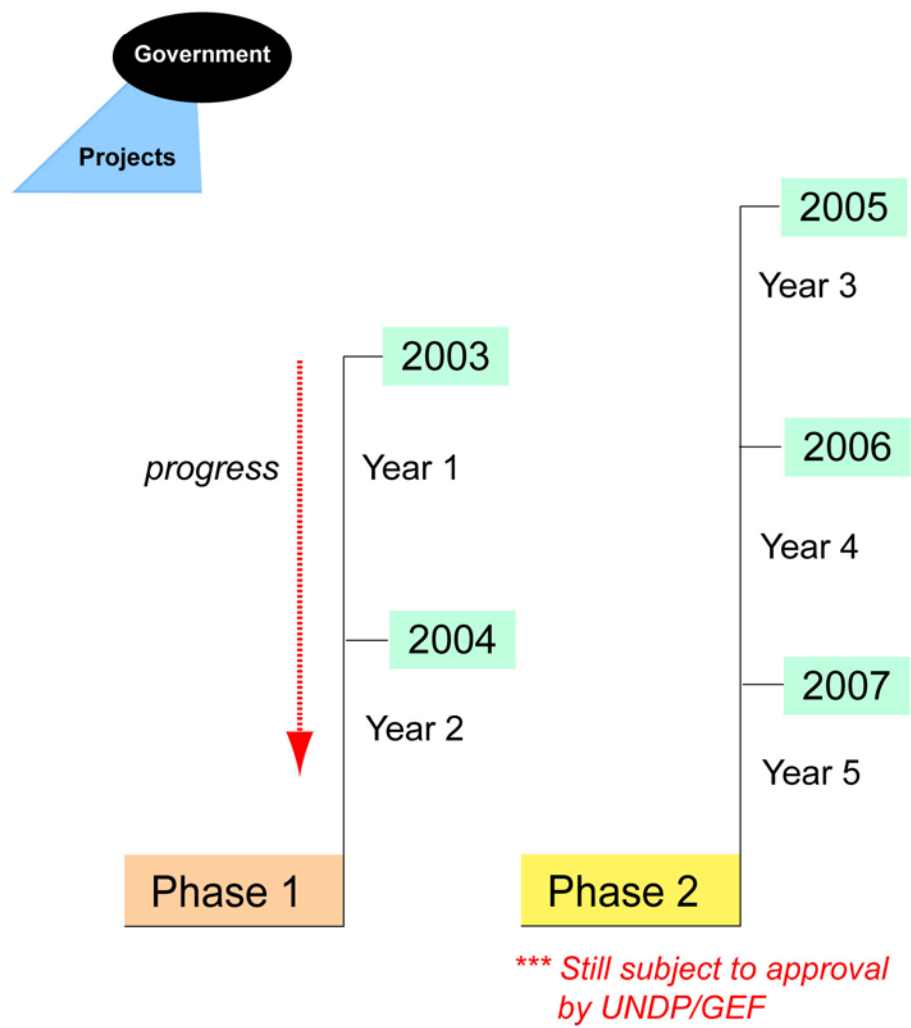 Government
Projects
2003
progress
Year 1
2004
Year 2
Phase 1
2005
Year 3
2006
Year 4
2007
Year 5
Phase 2
*** Still subject to approval
by UNDP/GEF